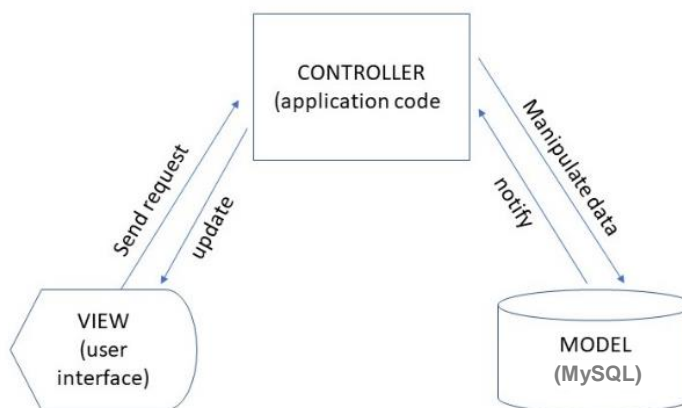 CONTROLLER
(application code
Send request
update
Manipulate data
notify
VIEW
(user
interface)
MODEL
(MySQL)